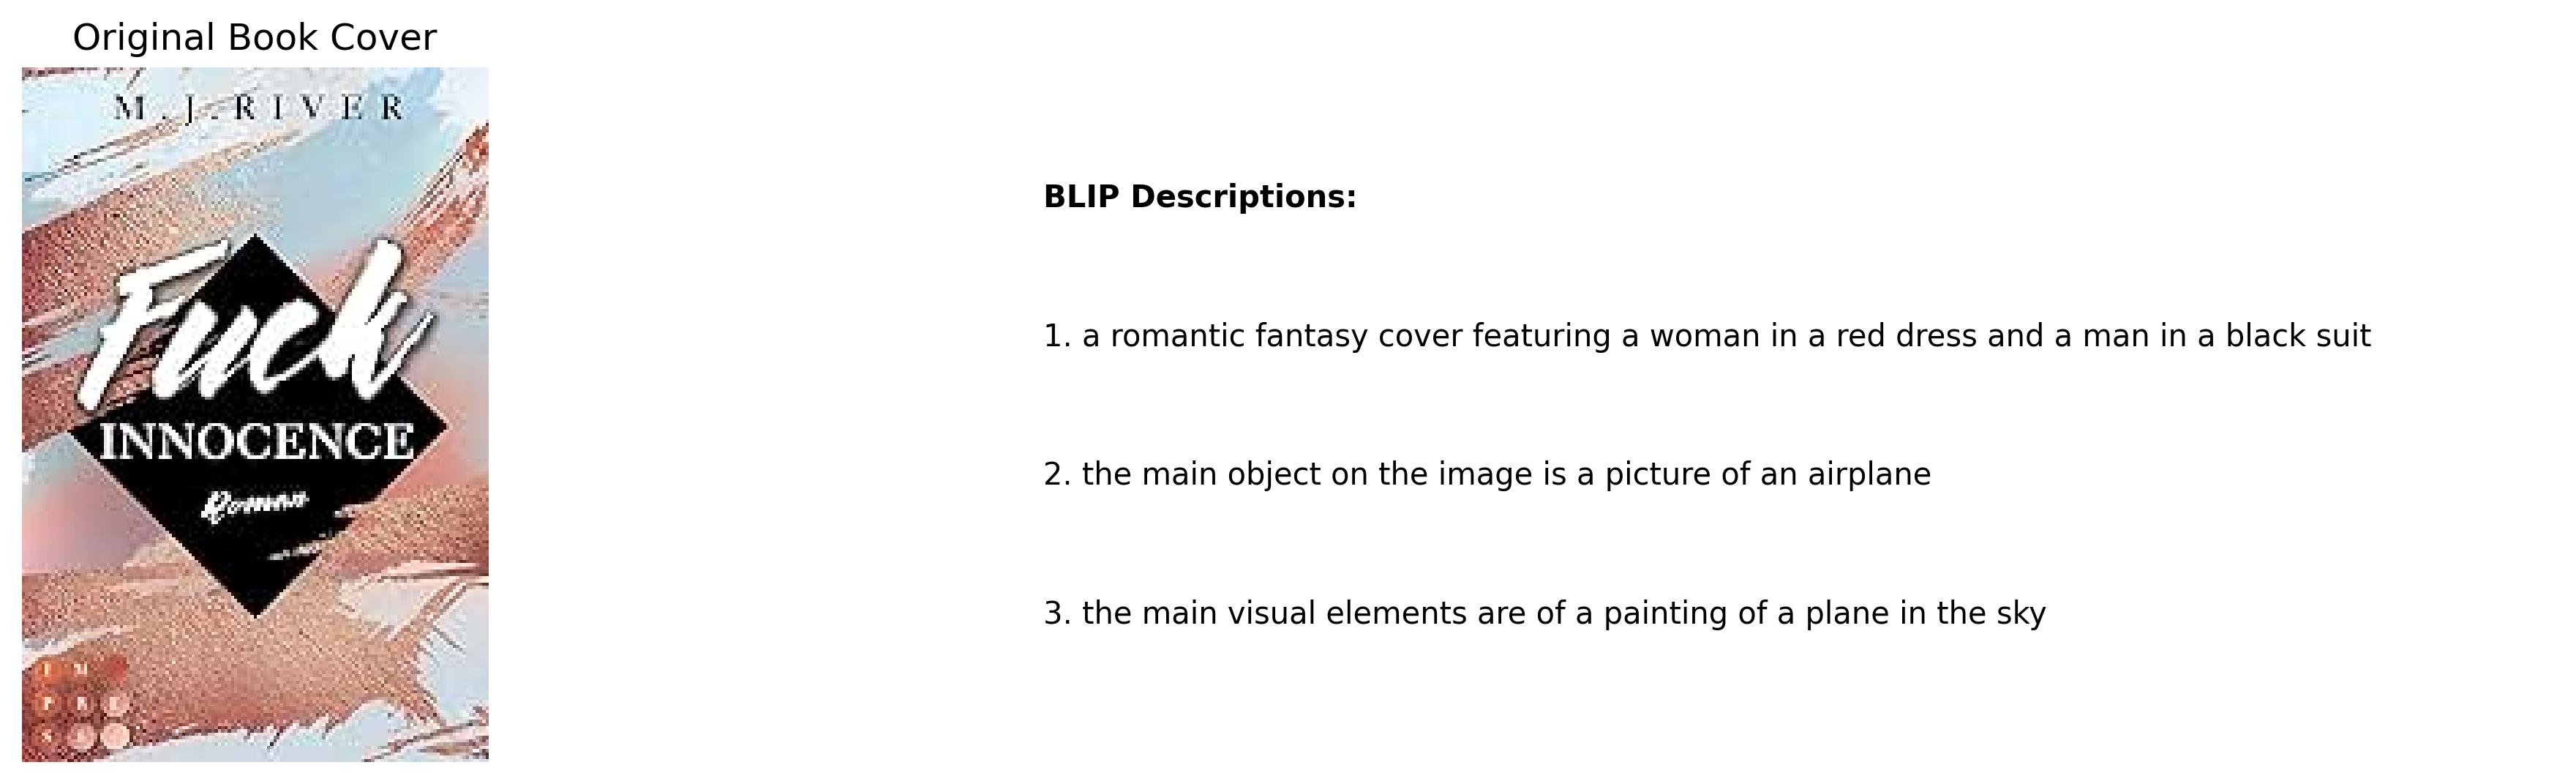 Original Book Cover
M.J.RIVER
Fuck
INNOCENCE
Roman
I M
P R E
S S
BLIP Descriptions:
1. a romantic fantasy cover featuring a woman in a red dress and a man in a black suit
2. the main object on the image is a picture of an airplane
3. the main visual elements are of a painting of a plane in the sky